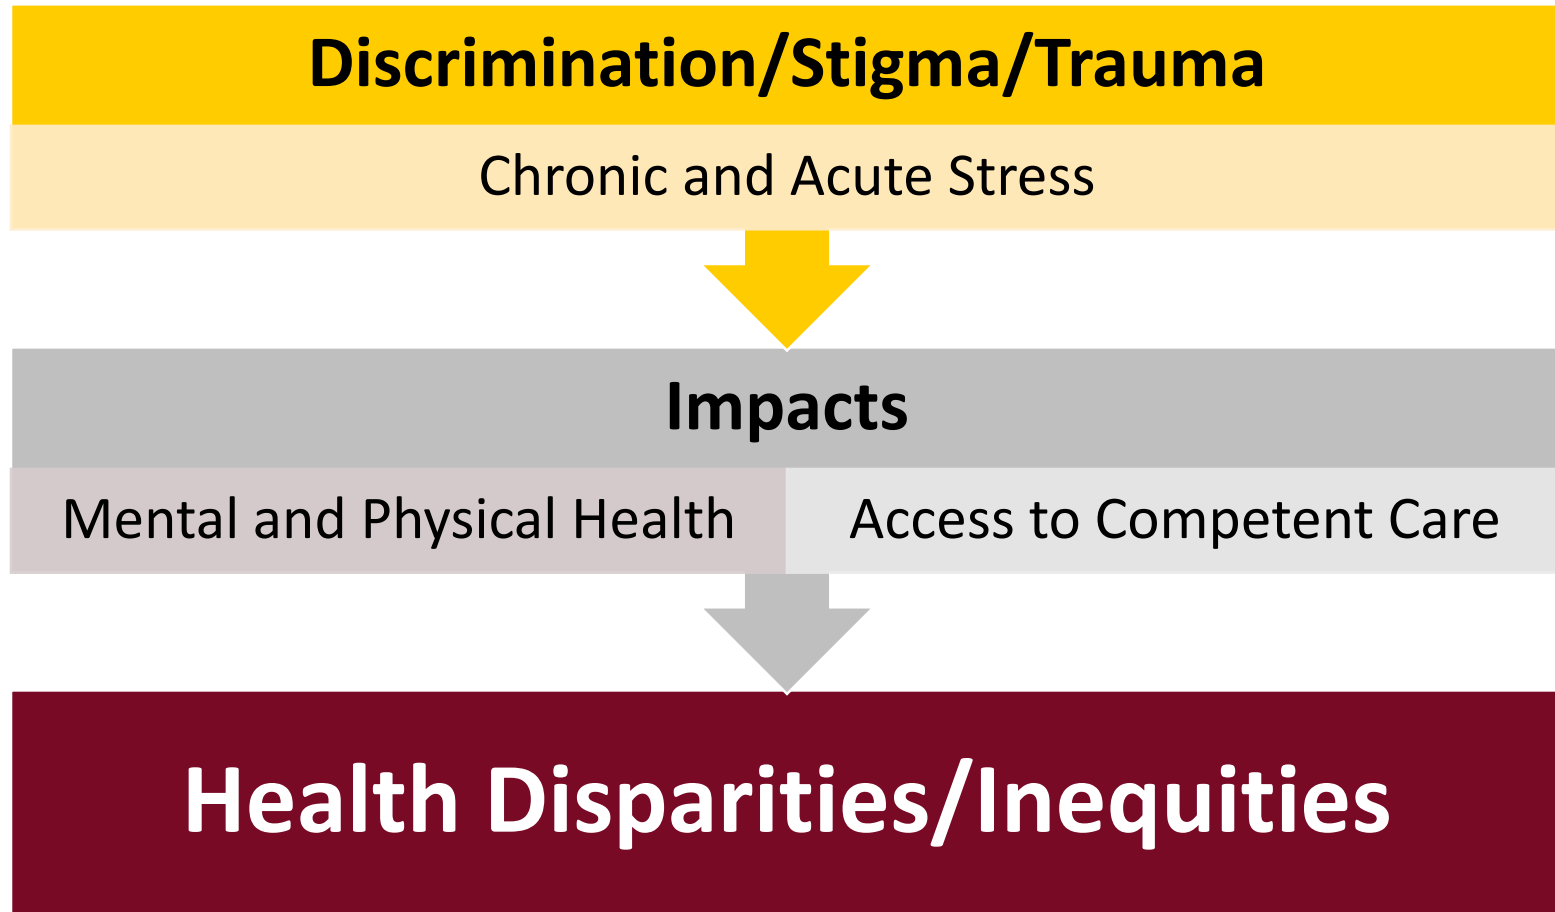 Discrimination/Stigma/Trauma
Chronic and Acute Stress
Impacts
Mental and Physical Health
Access to Competent Care
Health Disparities/Inequities